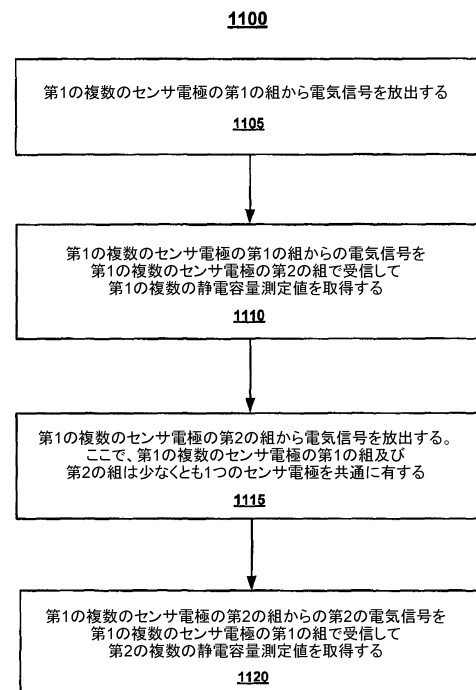 1100
第1の複数のセンサ電極の第1の組から電気信号を放出する
1105
第1の複数のセンサ電極の第1の組からの電気信号を
第1の複数のセンサ電極の第2の組で受信して
第1の複数の静電容量測定値を取得する
1110
第1の複数のセンサ電極の第2の組から電気信号を放出する。
ここで、第1の複数のセンサ電極の第1の組及び
第2の組は少なくとも1つのセンサ電極を共通に有する
1115
第1の複数のセンサ電極の第2の組からの第2の電気信号を
第1の複数のセンサ電極の第1の組で受信して
第2の複数の静電容量測定値を取得する
1120